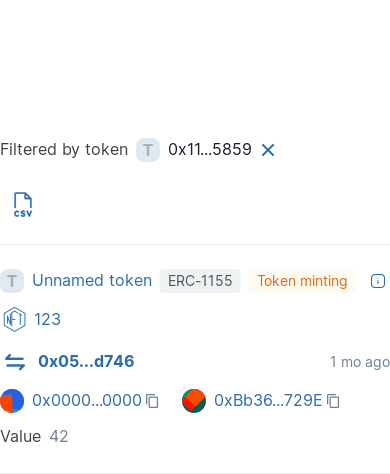 Filtered by token T 0x11...5859
CSV
T Unnamed token ERC-1155 Token minting
NFT 123
0x05...d746 1 mo ago
0x0000...0000 0xBb36...729E
Value 42